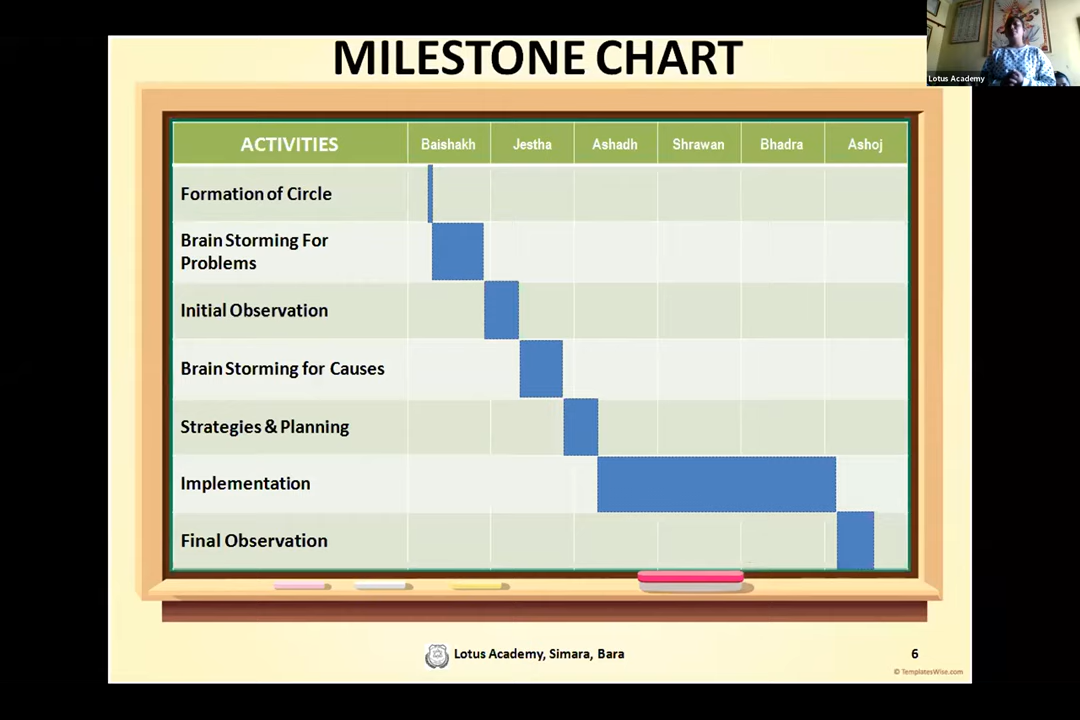 MILESTONE CHART
Lotus Academy
ACTIVITIES Baishakh Jestha Ashadh Shrawan Bhadra Ashoj
Formation of Circle
Brain Storming For
Problems
Initial Observation
Brain Storming for Causes
Strategies & Planning
Implementation
Final Observation
Lotus Academy, Simara, Bara 6
© TemplatesWise.com